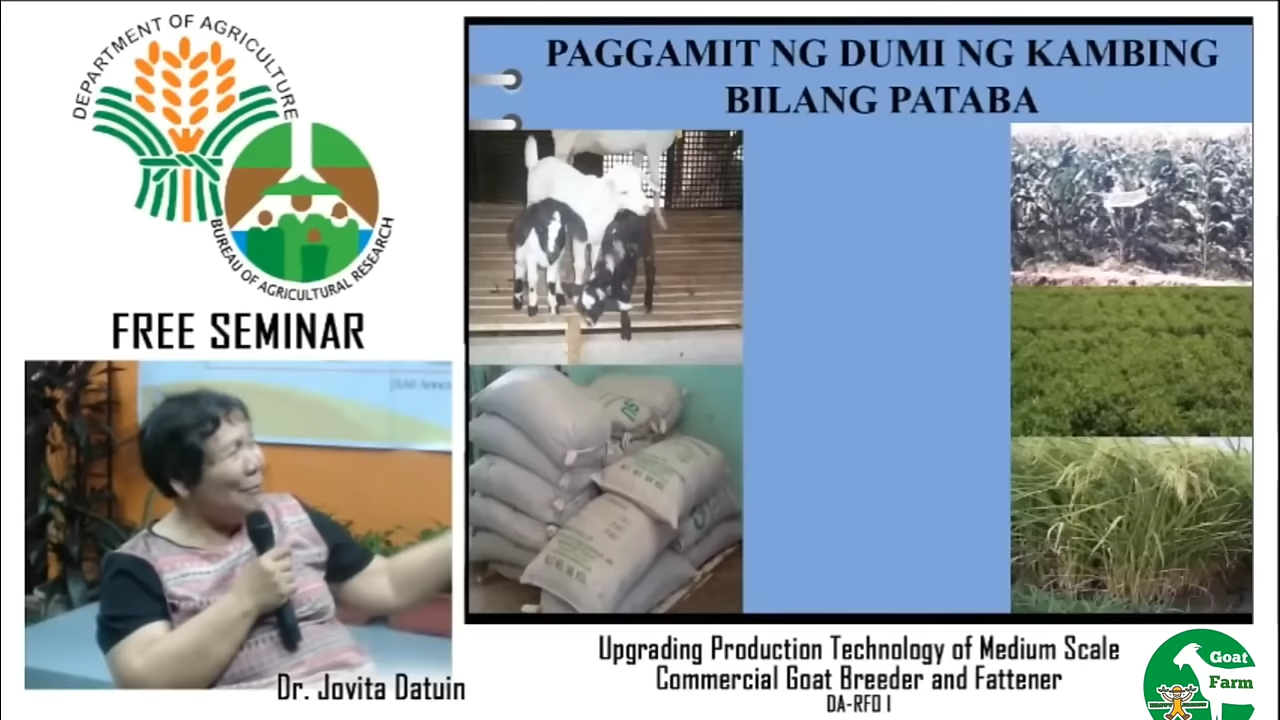 DEPARTMENT OF AGRICULTURE
BUREAU OF AGRICULTURAL RESEARCH
FREE SEMINAR
PAGGAMIT NG DUMI NG KAMBING
BILANG PATABA
Dr. Jovita Datuin
Upgrading Production Technology of Medium Scale
Commercial Goat Breeder and Fattener
DA-RFO I
Goat
Farm